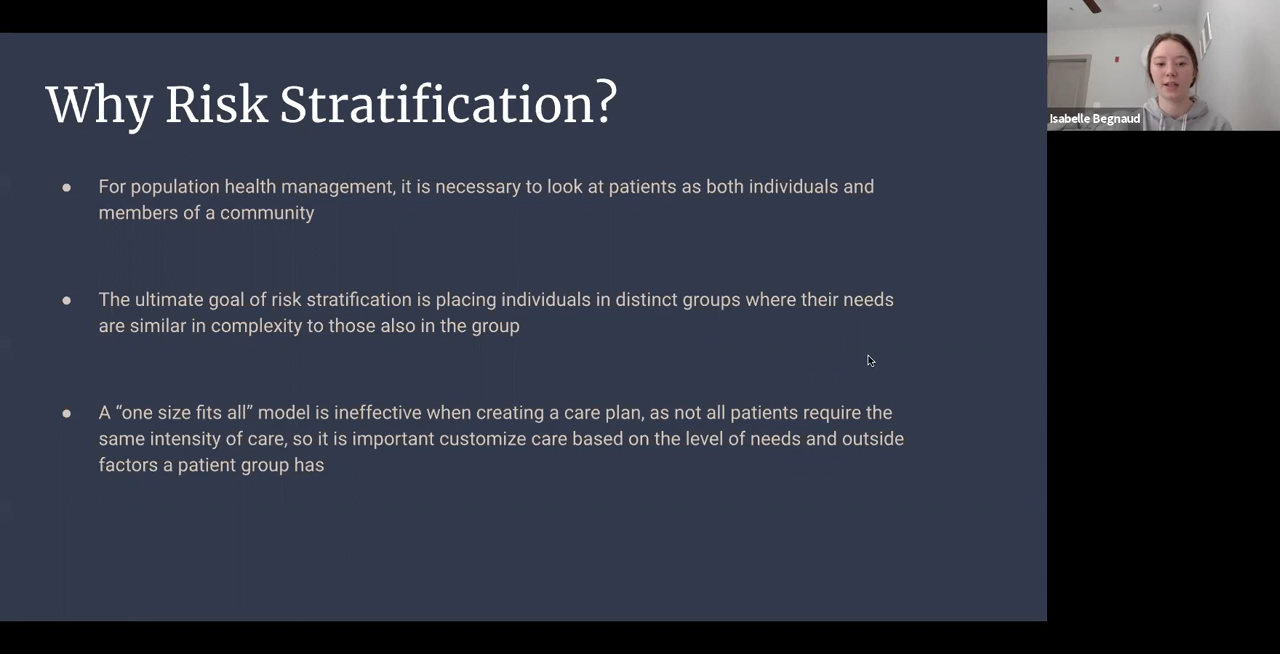 Why Risk Stratification?
● For population health management, it is necessary to look at patients as both individuals and
members of a community
● The ultimate goal of risk stratification is placing individuals in distinct groups where their needs
are similar in complexity to those also in the group
● A “one size fits all” model is ineffective when creating a care plan, as not all patients require the
same intensity of care, so it is important customize care based on the level of needs and outside
factors a patient group has
Isabelle Begnaud